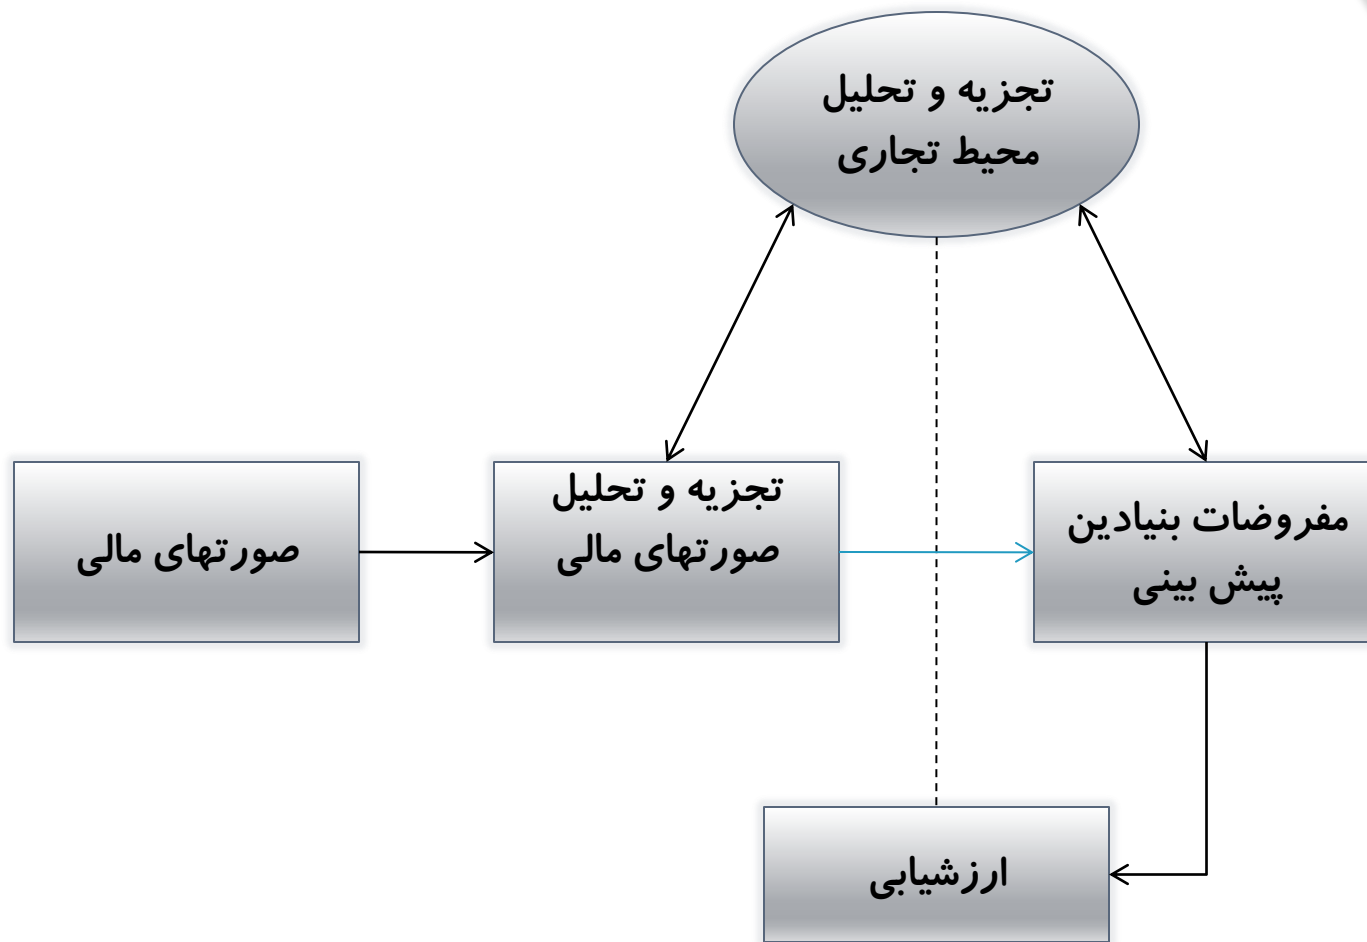 تجزیه و تحلیل
محیط تجاری
صورتهای مالی
تجزیه و تحلیل
صورتهای مالی
مفروضات بنیادین
پیش بینی
ارزشیابی